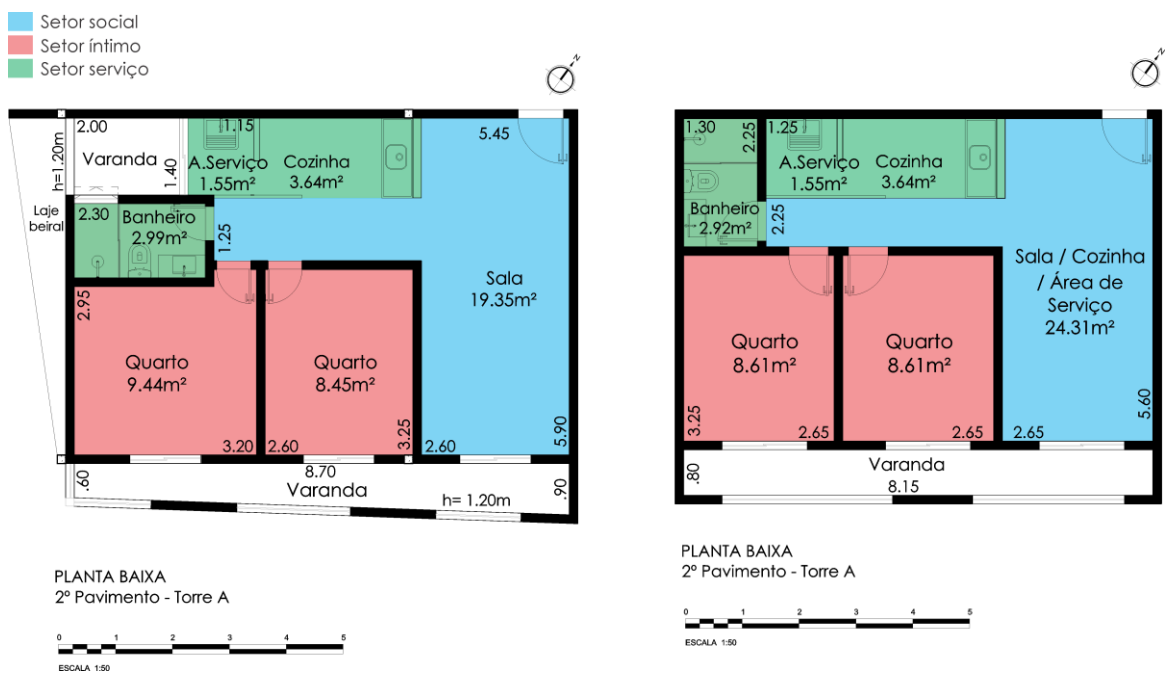 Setor social
Setor íntimo
Setor serviço
N
2.00
1.15
5.45
Varanda
h=1.20m
1.40
A.Serviço
1.55m²
Cozinha
3.64m²
Laje
beiral
2.30
Banheiro
2.99m²
1.25
Sala
19.35m²
2.95
Quarto
9.44m²
Quarto
8.45m²
3.20
2.60
3.25
2.60
5.90
.60
8.70
Varanda
h= 1.20m
.90
PLANTA BAIXA
2º Pavimento - Torre A
0 1 2 3 4 5
ESCALA 1:50
N
1.30
2.25
1.25
A.Serviço
1.55m²
Cozinha
3.64m²
Banheiro
2.92m²
2.25
Sala / Cozinha
/ Área de
Serviço
24.31m²
Quarto
8.61m²
Quarto
8.61m²
3.25
2.65
2.65
2.65
5.60
.80
Varanda
8.15
PLANTA BAIXA
2º Pavimento - Torre A
0 1 2 3 4 5
ESCALA 1:50